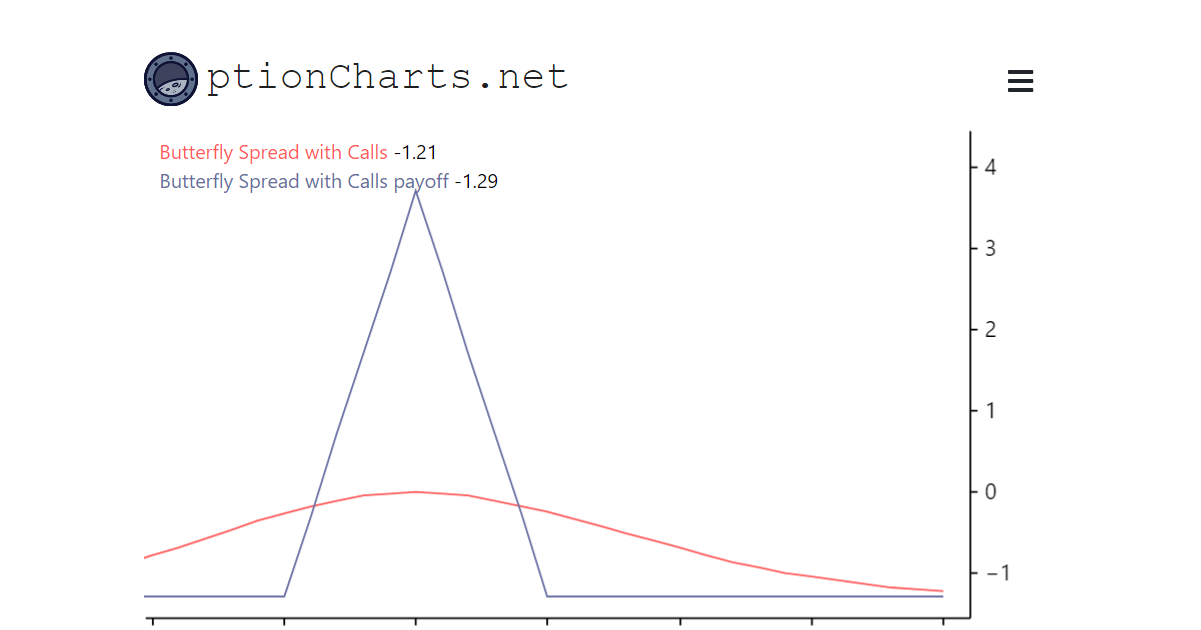 ptionCharts.net
Butterfly Spread with Calls -1.21
Butterfly Spread with Calls payoff -1.29
4
3
2
1
0
−1